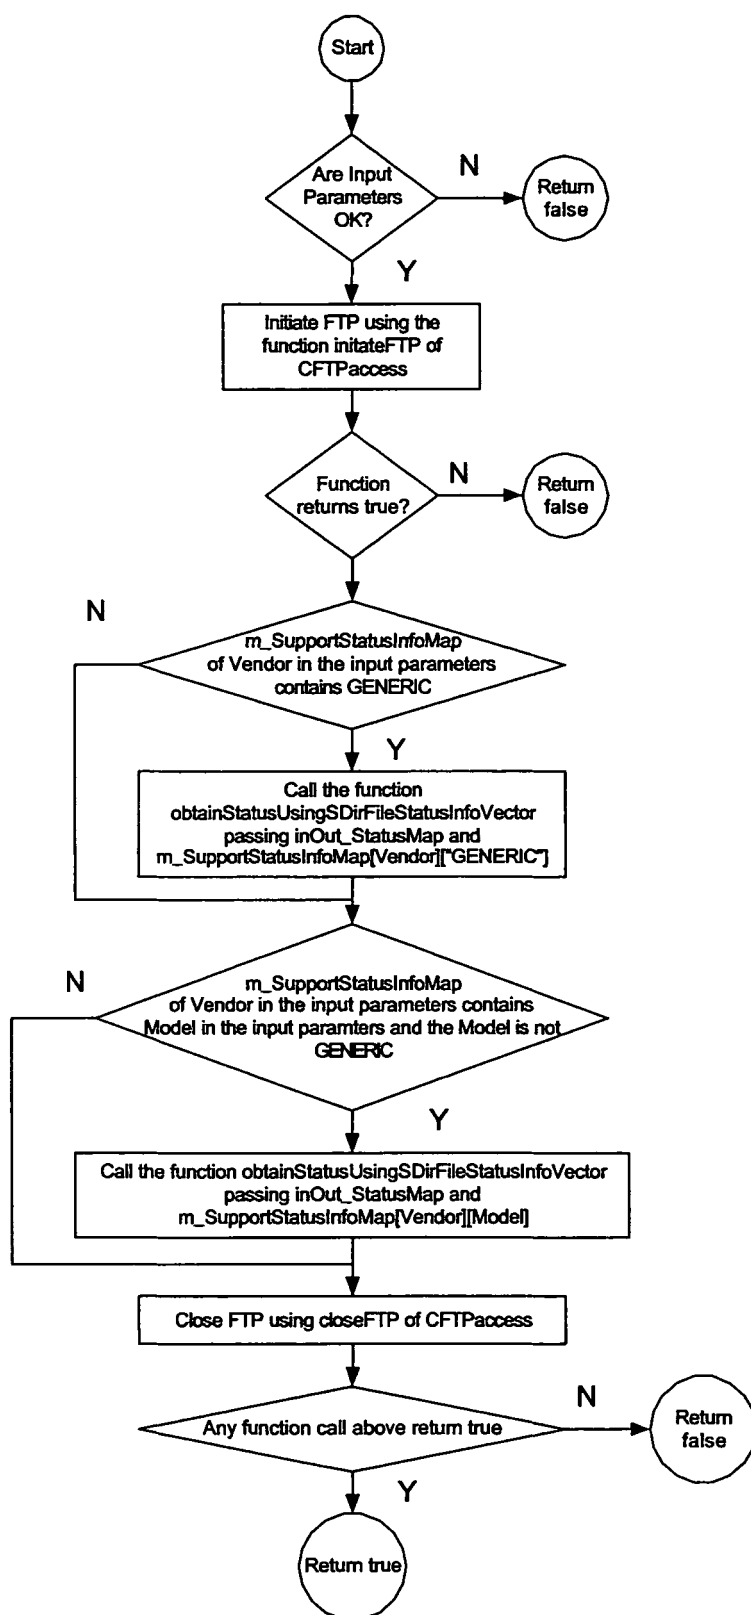 Start
Are Input
Parameters
OK?
N
Return
false
Y
Initiate FTP using the
function initateFTP of
CFTPaccess
Function
returns true?
N
Return
false
N
m_SupportStatusInfoMap
of Vendor in the input parameters
contains GENERIC
Y
Call the function
obtainStatusUsingSDirFileStatusInfoVector
passing inOut_StatusMap and
m_SupportStatusInfoMap[Vendor]["GENERIC"]
N
m_SupportStatusInfoMap
of Vendor in the input parameters contains
Model in the input paramters and the Model is not
GENERIC
Y
Call the function obtainStatusUsingSDirFileStatusInfoVector
passing inOut_StatusMap and
m_SupportStatusInfoMap[Vendor][Model]
Close FTP using closeFTP of CFTPaccess
Any function call above return true
N
Return
false
Y
Return true